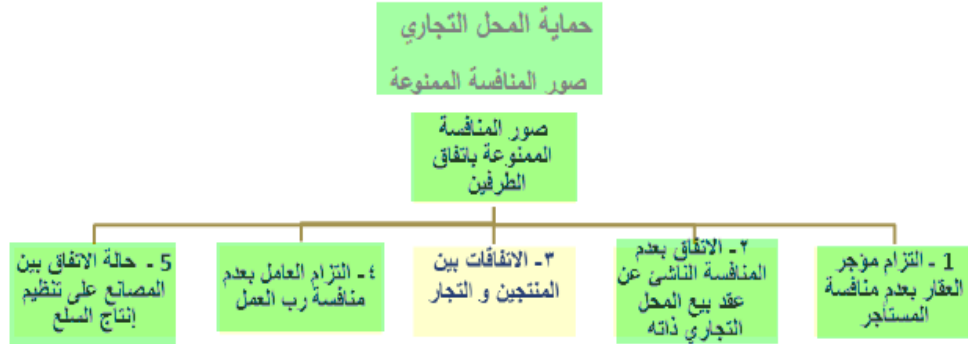 حماية المحل التجاري
صور المنافسة الممنوعة
صور المنافسة
الممنوعة باتفاق
الطرفين
1 - التزام مؤجر
العقار بعدم منافسة
المستاجر
٢- الاتفاق بعدم
المنافسة الناشئ عن
عقد بيع المحل
التجاري ذاته
٣- الاتفاقات بين
المنتجين و التجار
٤- التزام العامل بعدم
منافسة رب العمل
5 - حالة الاتفاق بين
المصانع على تنظيم
إنتاج السلع